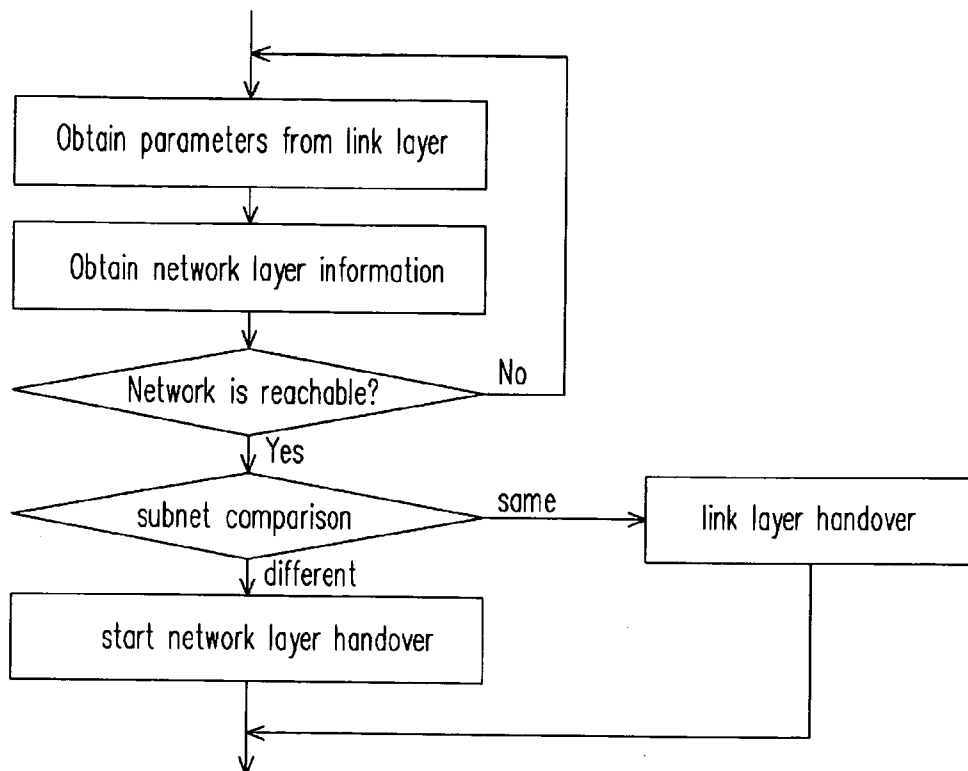 Obtain parameters from link layer
Obtain network layer information
Network is reachable?
No
Yes
subnet comparison
same
link layer handover
different
start network layer handover